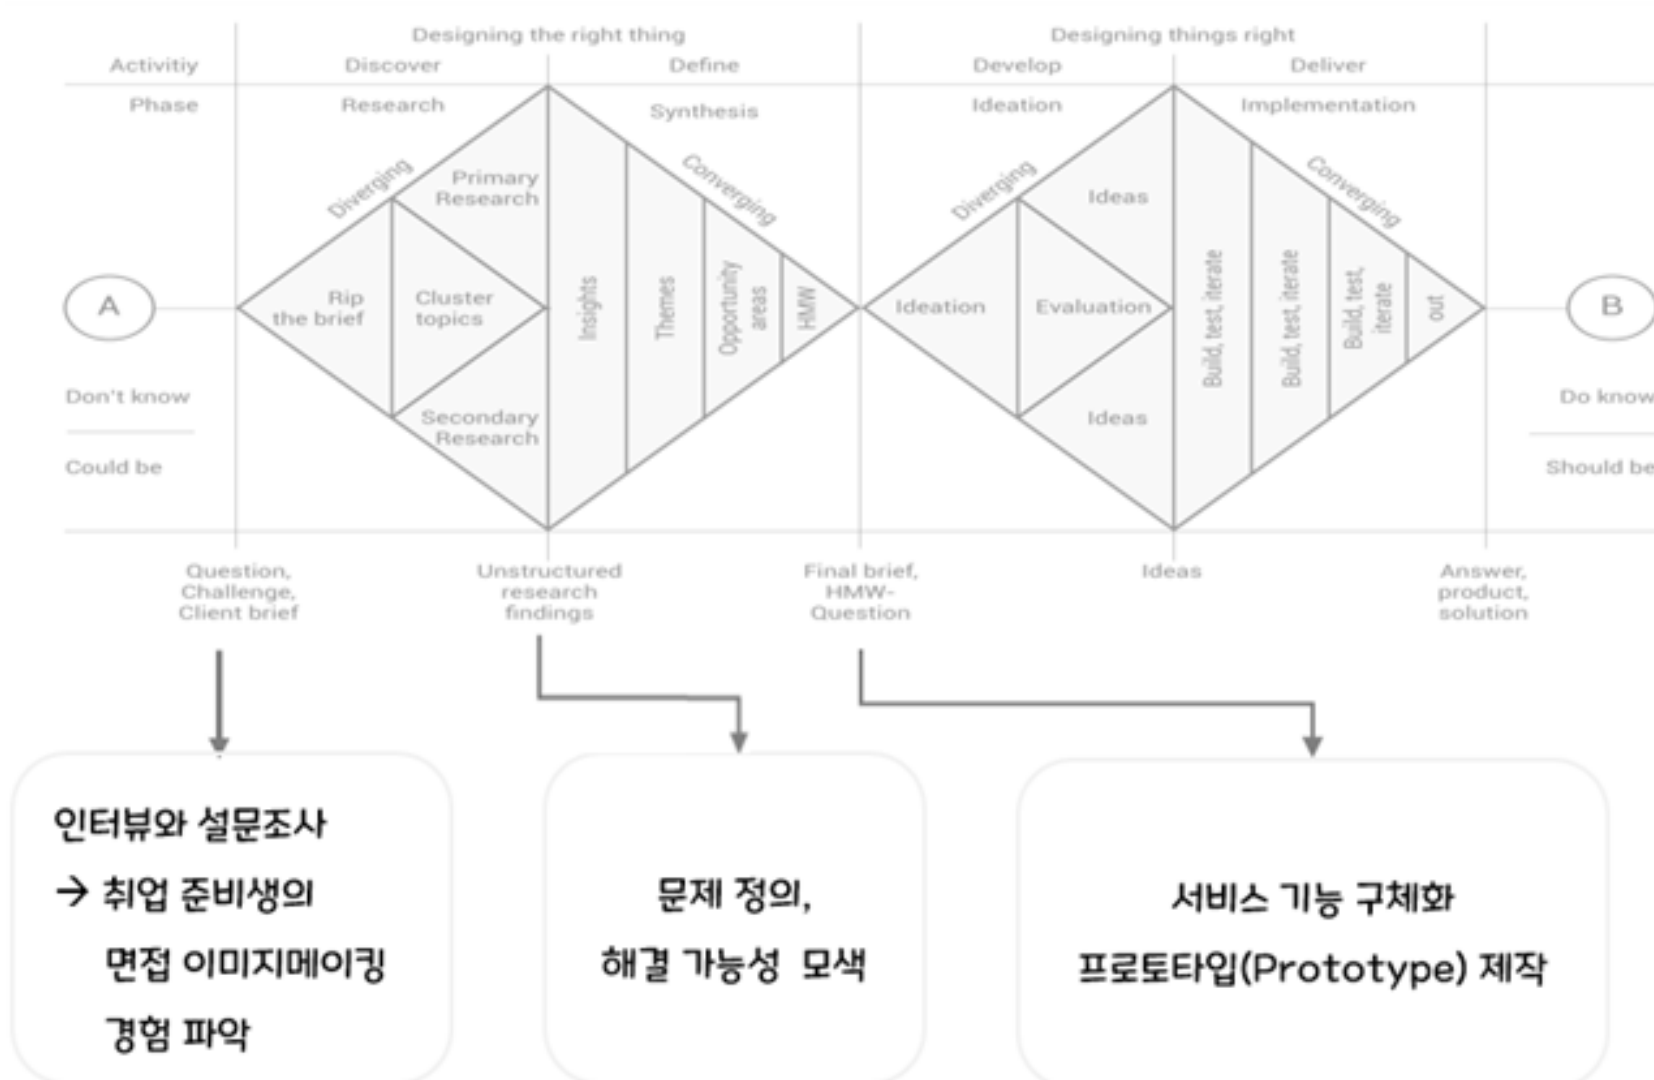 Designing the right thing
Designing things right
Activitiy
Discover
Define
Develop
Deliver
Phase
Research
Synthesis
Ideation
Implementation
Diverging
Converging
Diverging
Converging
Primary
Research
Ideas
A
Rip
the brief
Cluster
topics
Insights
Themes
Opportunity
areas
HMW
Ideation
Evaluation
Build, test, iterate
Build, test, iterate
Build, test,
iterate
out
B
Secondary
Research
Ideas
Don't know
Could be
Do know
Should be
Question,
Challenge,
Client brief
Unstructured
research
findings
Final brief,
HMW-
Question
Ideas
Answer,
product,
solution
인터뷰와 설문조사
→ 취업 준비생의
면접 이미지메이킹
경험 파악
문제 정의,
해결 가능성 모색
서비스 기능 구체화
프로토타입(Prototype) 제작